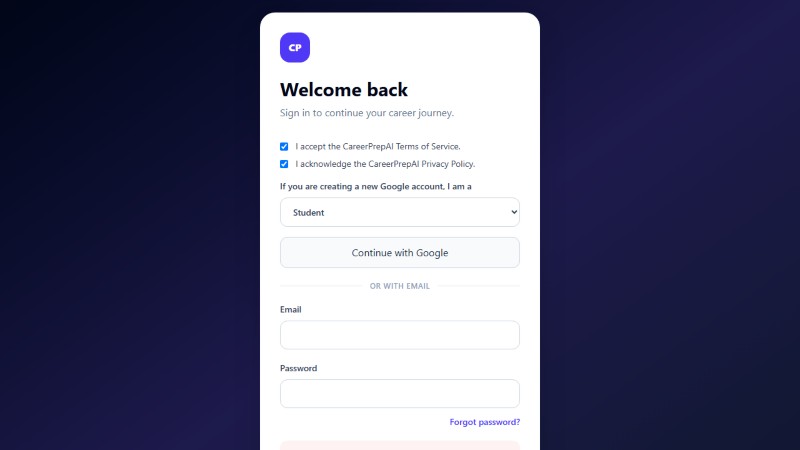 CP
Welcome back
Sign in to continue your career journey.
I accept the CareerPrepAI Terms of Service.
I acknowledge the CareerPrepAI Privacy Policy.
If you are creating a new Google account, I am a
Student
Continue with Google
OR WITH EMAIL
Email
Password
Forgot password?